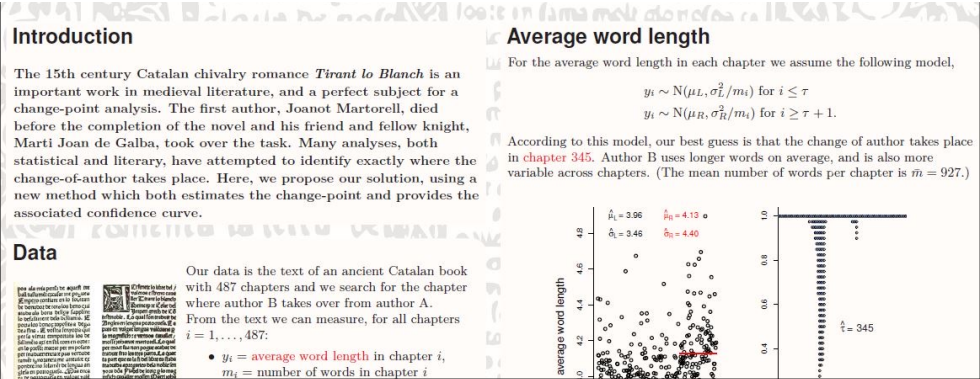 Introduction
The 15th century Catalan chivalry romance Tirant lo Blanch is an
important work in medieval literature, and a perfect subject for a
change-point analysis. The first author, Joanot Martorell, died
before the completion of the novel and his friend and fellow knight,
Marti Joan de Galba, took over the task. Many analyses, both
statistical and literary, have attempted to identify exactly where the
change-of-author takes place. Here, we propose our solution, using a
new method which both estimates the change-point and provides the
associated confidence curve.
Data
Our data is the text of an ancient Catalan book
with 487 chapters and we search for the chapter
where author B takes over from author A.
From the text we can measure, for all chapters
i = 1, . . . , 487:
• yᵢ = average word length in chapter i,
mᵢ = number of words in chapter i
Average word length
For the average word length in each chapter we assume the following model,
yᵢ ∼ N(μ_L, σ²_L/mᵢ) for i ≤ τ
yᵢ ∼ N(μ_R, σ²_R/mᵢ) for i ≥ τ + 1.
According to this model, our best guess is that the change of author takes place
in chapter 345. Author B uses longer words on average, and is also more
variable across chapters. (The mean number of words per chapter is m̄ = 927.)
μ̂_L = 3.96 μ̂_R = 4.13
σ̂_L = 3.46 σ̂_R = 4.40
average word length
4.8
4.6
4.4
4.2
1.0
0.8
0.6
0.4
τ̂ = 345